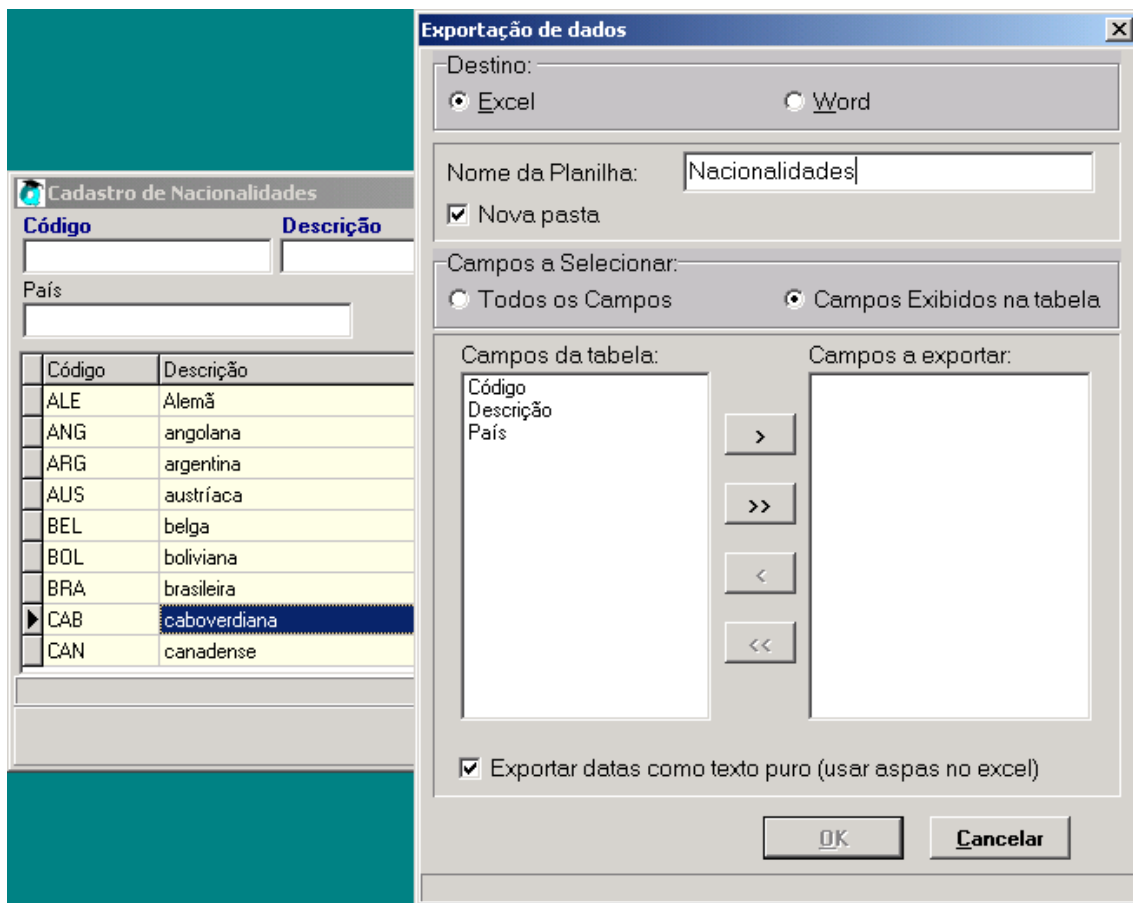 Cadastro de Nacionalidades
Código Descrição
País
Código Descrição
ALE Alemã
ANG angolana
ARG argentina
AUS austríaca
BEL belga
BOL boliviana
BRA brasileira
CAB caboverdiana
CAN canadense
Exportação de dados
Destino:
Excel Word
Nome da Planilha: Nacionalidades
Nova pasta
Campos a Selecionar:
Todos os Campos Campos Exibidos na tabela
Campos da tabela: Campos a exportar:
Código
Descrição
País
>
>>
<
<<
Exportar datas como texto puro (usar aspas no excel)
OK Cancelar